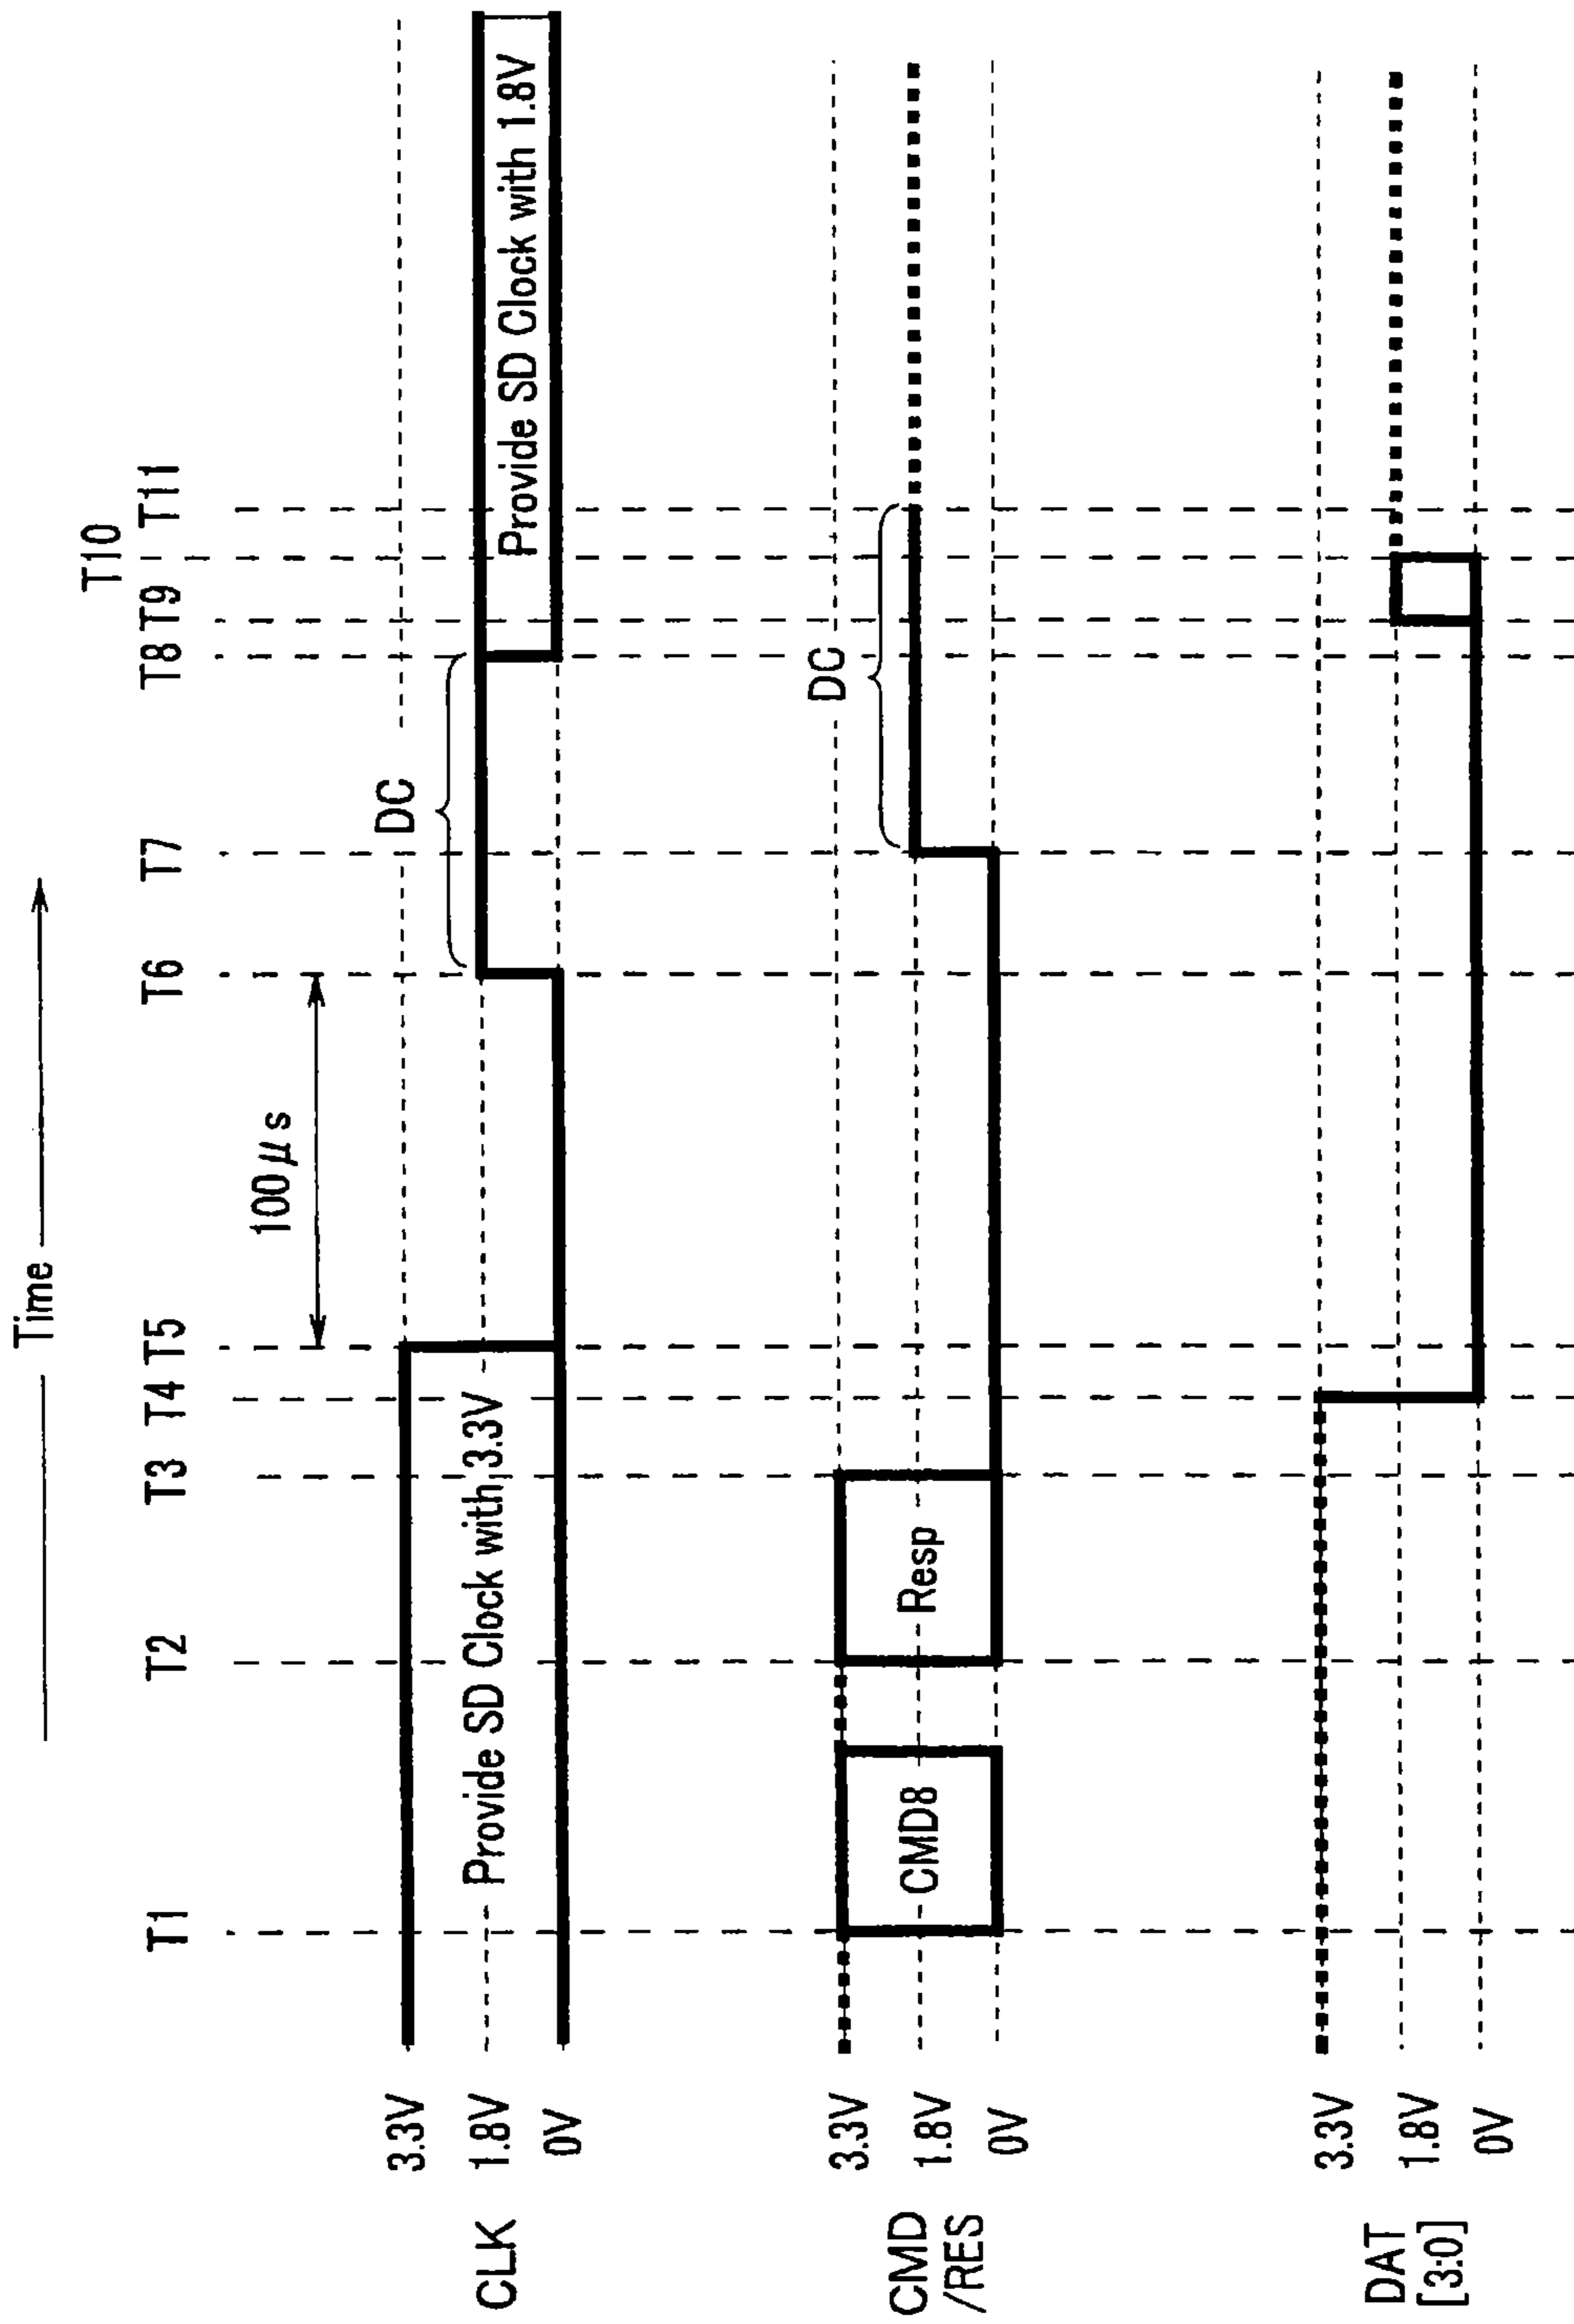 Time
T1
T2
T3
T4
T5
T6
T7
T8
T9
T10
T11
100μs
DC
CLK
3.3V
1.8V
0V
Provide SD Clock with 3.3V
Provide SD Clock with 1.8V
DC
CMD
/RES
3.3V
1.8V
0V
CMD8
Resp
DAT
[3:0]
3.3V
1.8V
0V